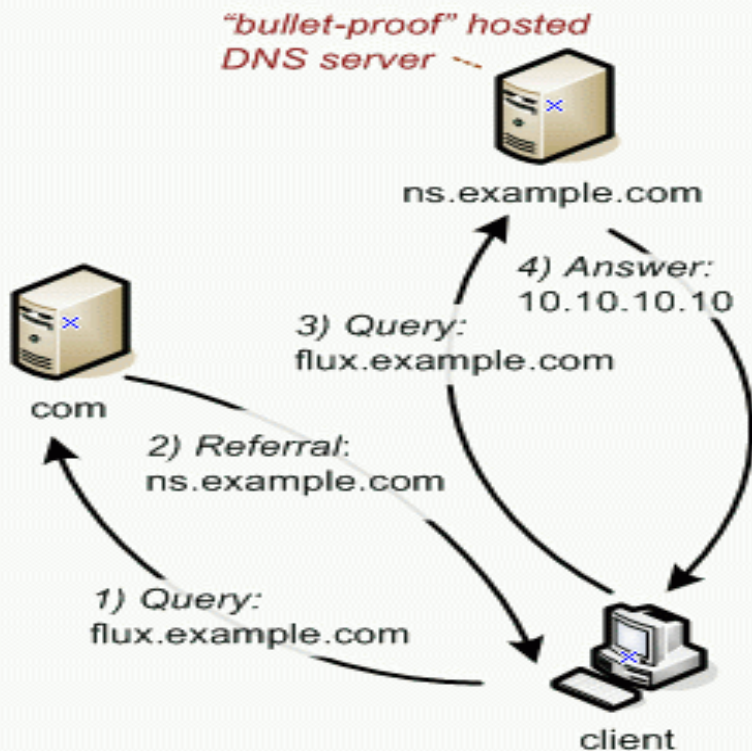 “bullet-proof” hosted
DNS server
ns.example.com
4) Answer:
10.10.10.10
3) Query:
flux.example.com
com
2) Referral:
ns.example.com
1) Query:
flux.example.com
client